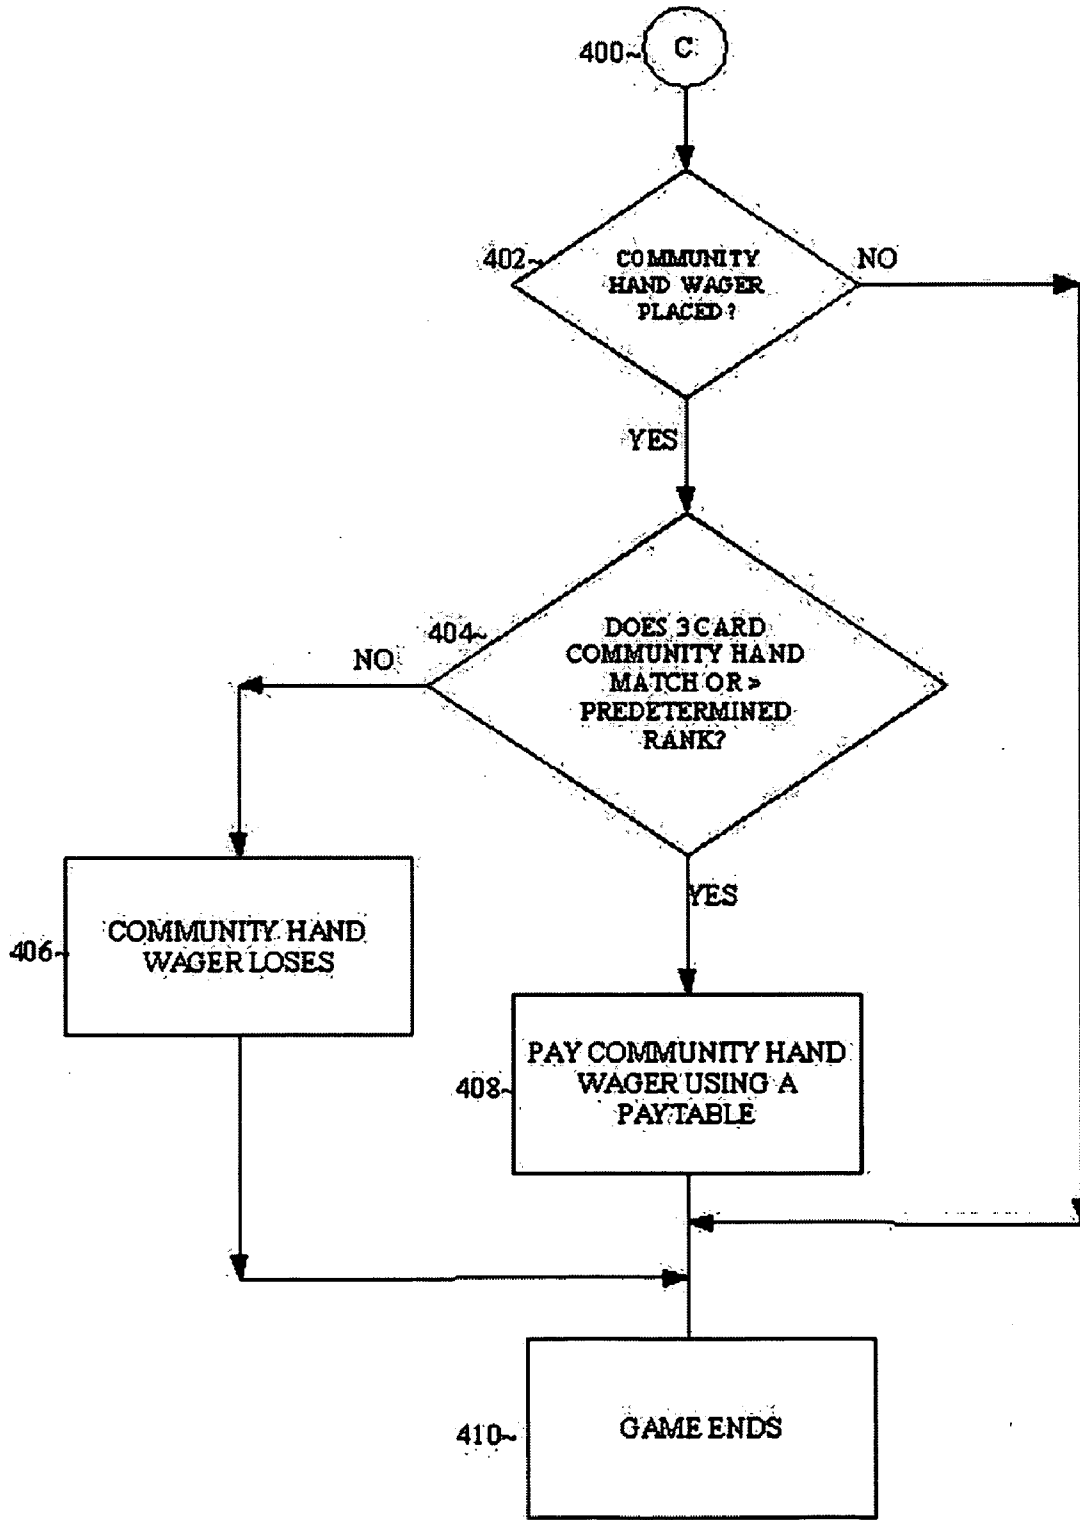 400~
C
402~
COMMUNITY
HAND WAGER
PLACED?
NO
YES
404~
DOES 3 CARD
COMMUNITY HAND
MATCH OR >
PREDETERMINED
RANK?
NO
YES
406~
COMMUNITY HAND
WAGER LOSES
408~
PAY COMMUNITY HAND
WAGER USING A
PAYTABLE
410~
GAME ENDS